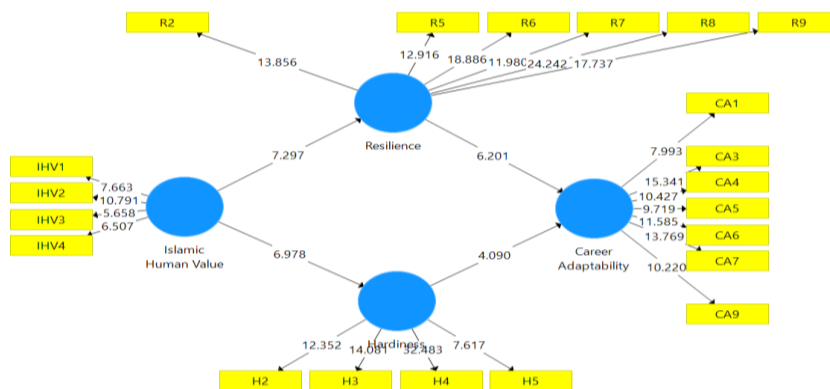 R2
R5
R6
R7
R8
R9
13.856
12.916
18.886
11.980
24.242
17.737
CA1
Resilience
7.993
CA3
IHV1
7.297
6.201
15.341
CA4
7.663
10.427
IHV2
10.791
9.719
CA5
IHV3
5.658
11.585
CA6
IHV4
6.507
13.769
CA7
Islamic
Human Value
6.978
4.090
Career
Adaptability
10.220
CA9
Hardiness
12.352
14.081
32.483
7.617
H2
H3
H4
H5